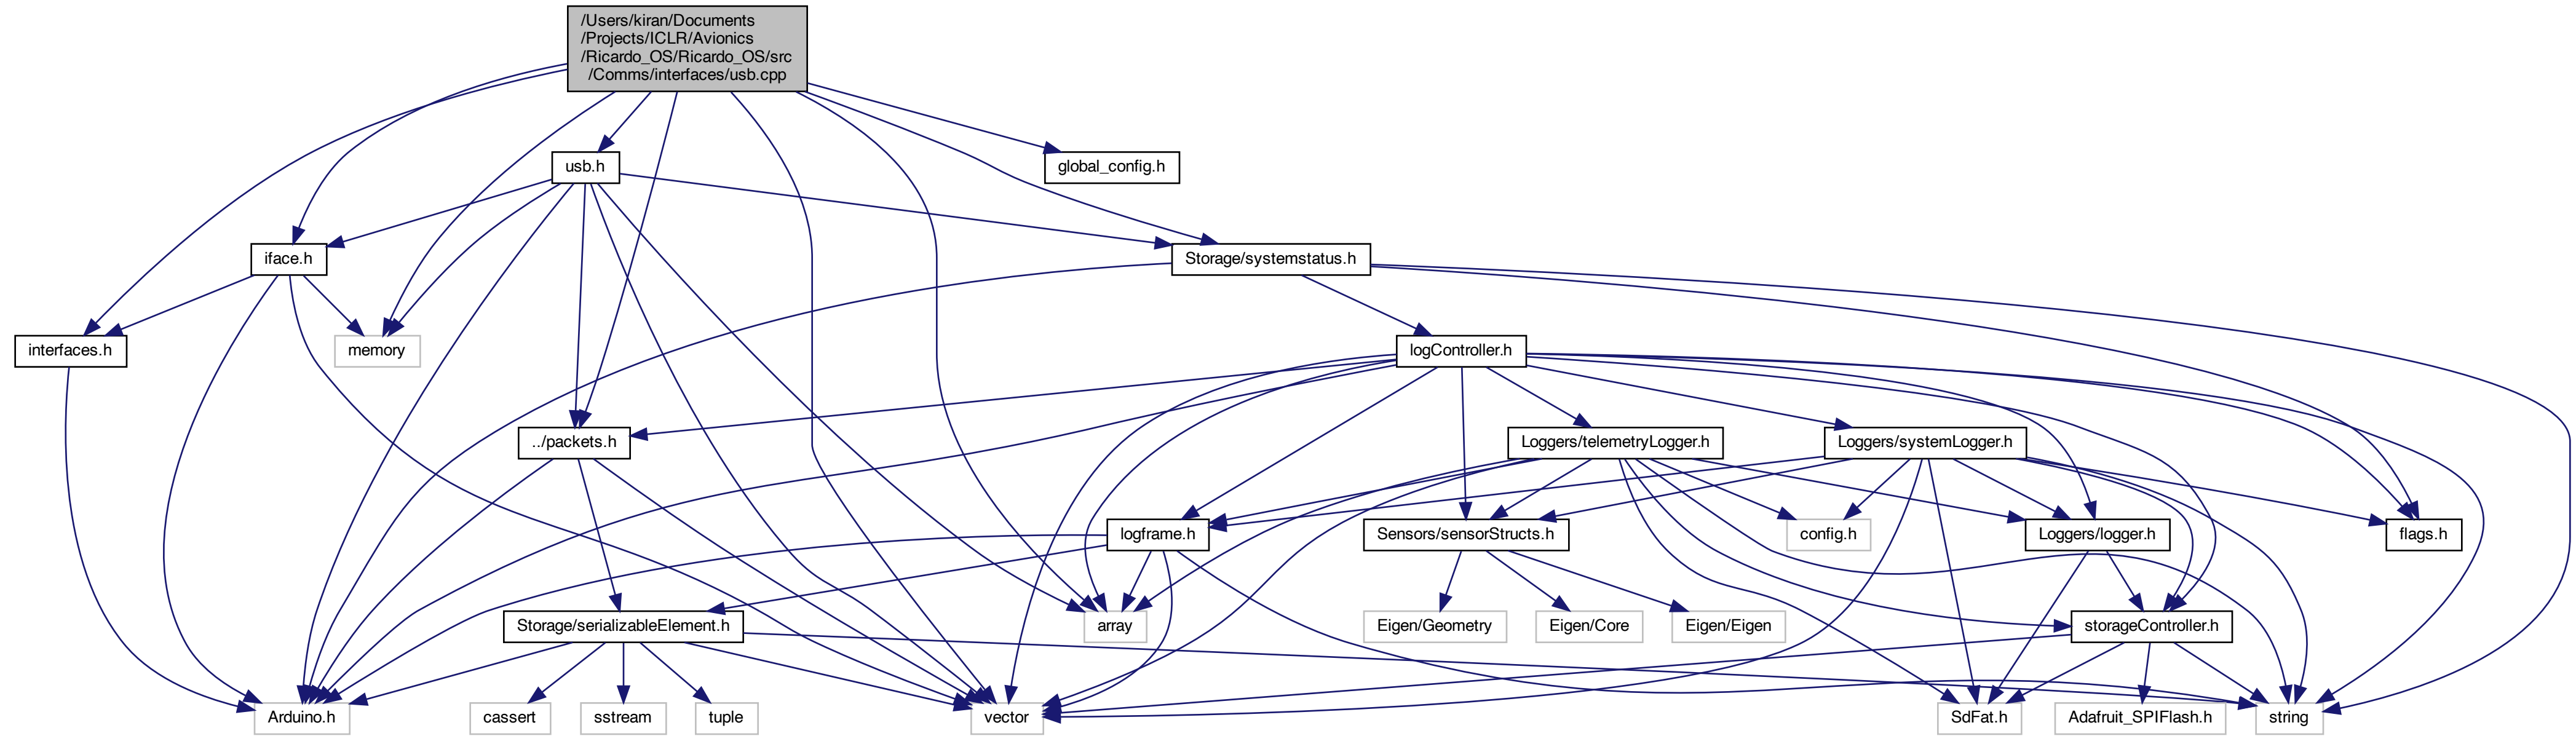 /Users/kiran/Documents
/Projects/ICLR/Avionics
/Ricardo_OS/Ricardo_OS/src
/Comms/interfaces/usb.cpp
usb.h
global_config.h
iface.h
Storage/systemstatus.h
interfaces.h
memory
logController.h
../packets.h
Loggers/telemetryLogger.h
Loggers/systemLogger.h
logframe.h
Sensors/sensorStructs.h
config.h
Loggers/logger.h
flags.h
Storage/serializableElement.h
array
Eigen/Geometry
Eigen/Core
Eigen/Eigen
storageController.h
Arduino.h
cassert
sstream
tuple
vector
SdFat.h
Adafruit_SPIFlash.h
string